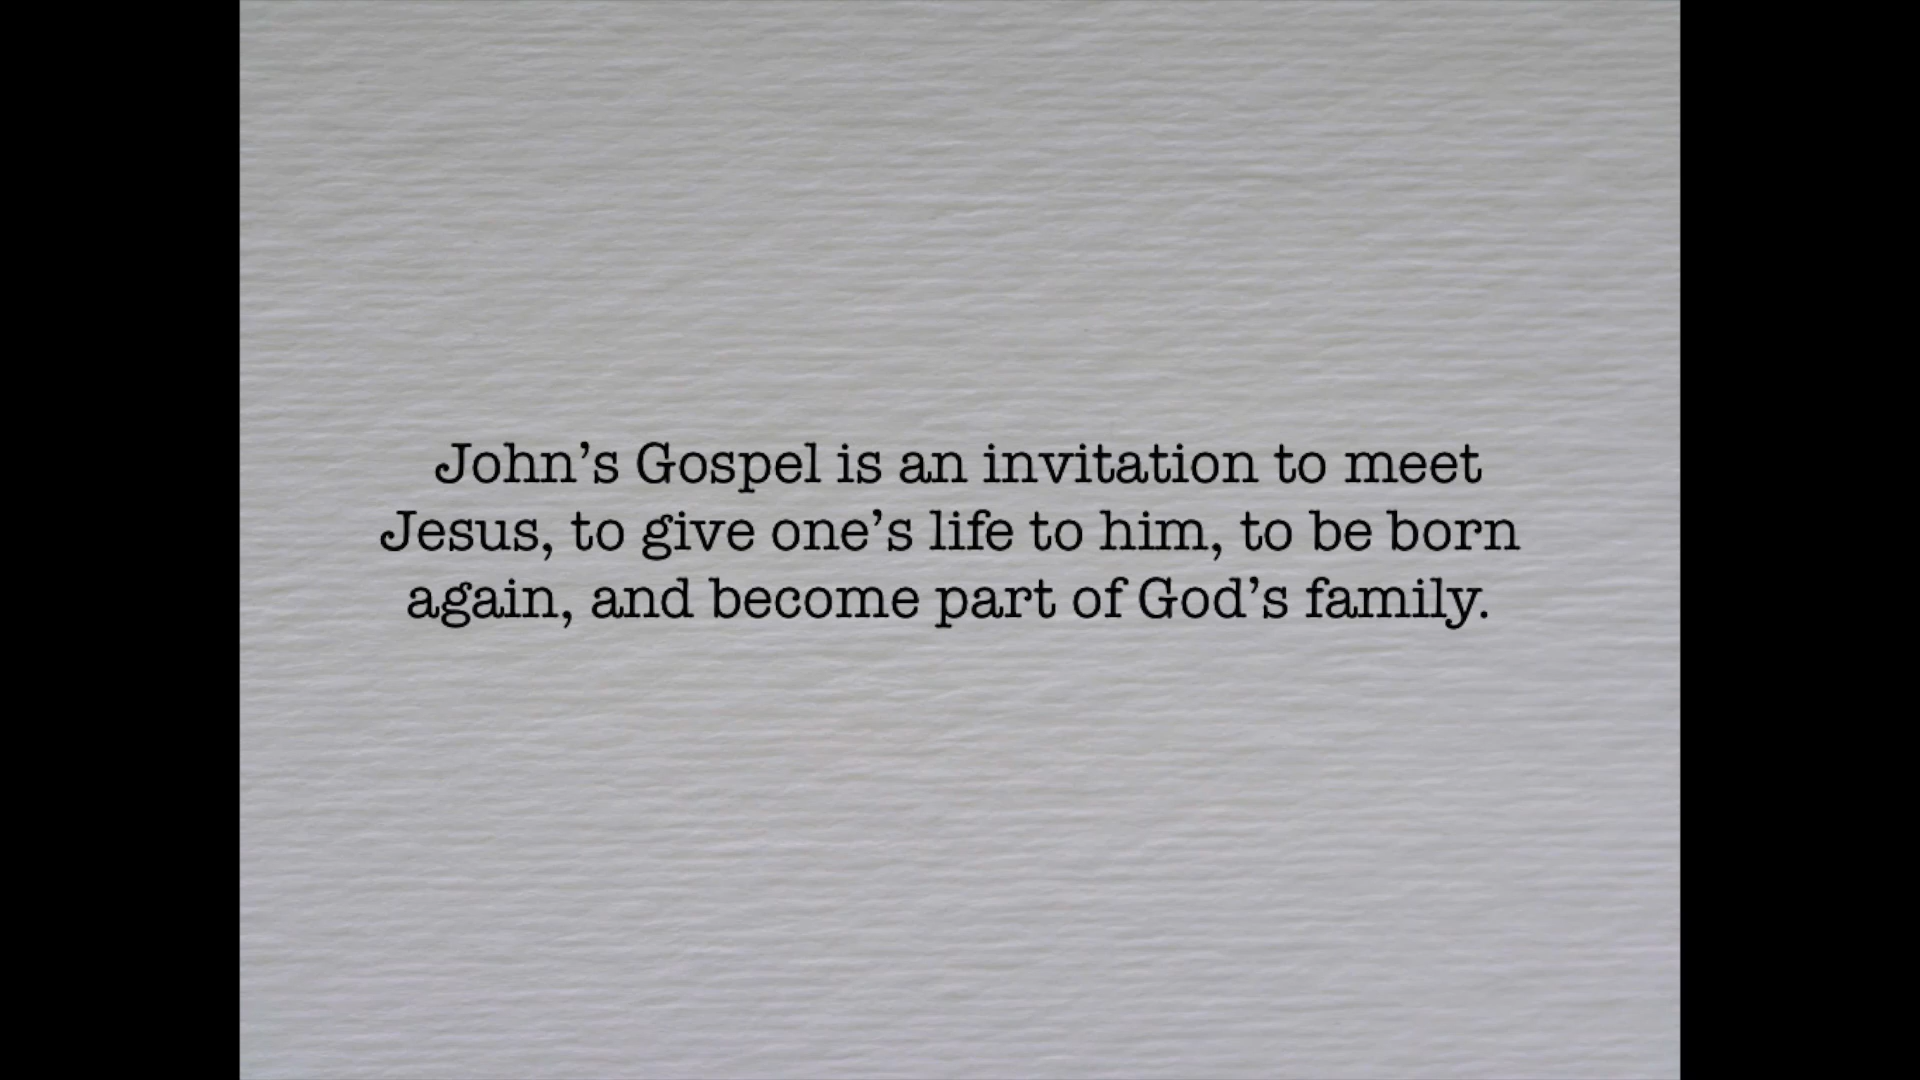 John’s Gospel is an invitation to meet
Jesus, to give one’s life to him, to be born
again, and become part of God’s family.